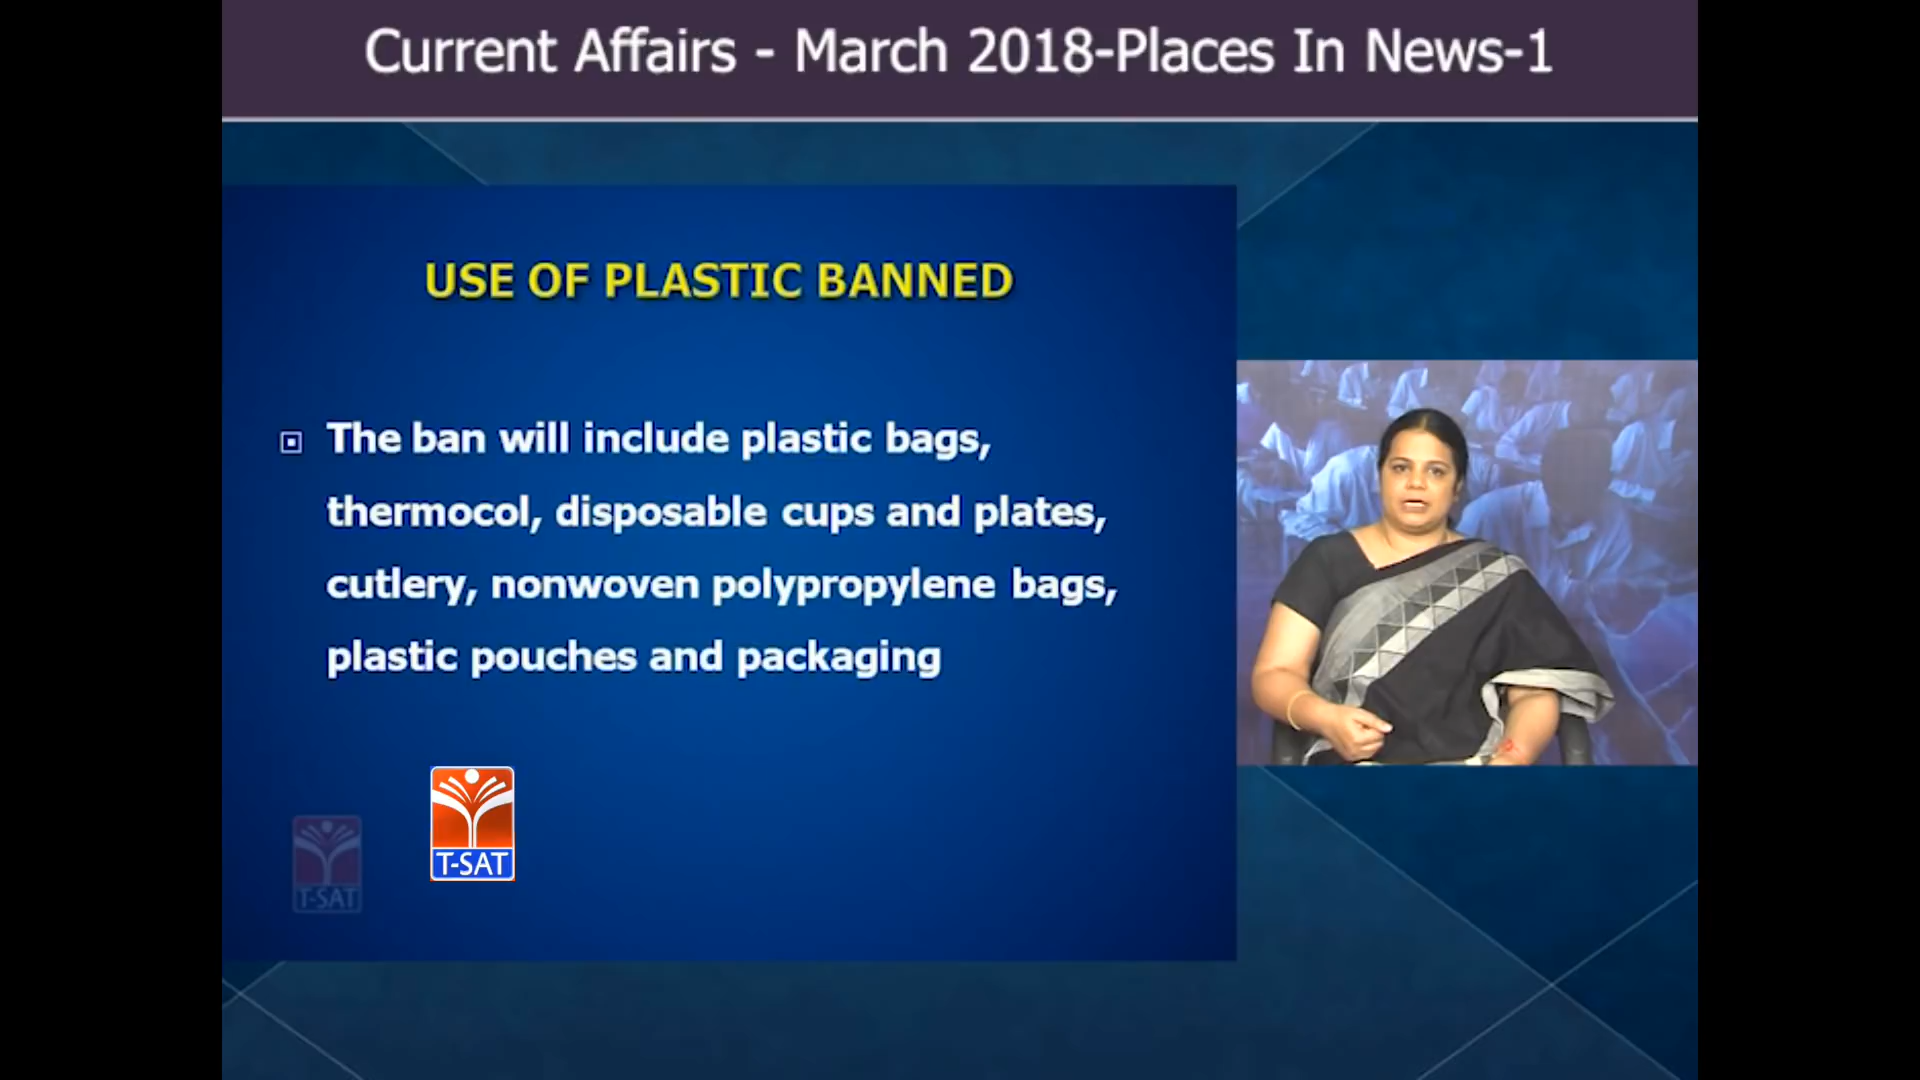 Current Affairs - March 2018-Places In News-1
USE OF PLASTIC BANNED
The ban will include plastic bags,
thermocol, disposable cups and plates,
cutlery, nonwoven polypropylene bags,
plastic pouches and packaging
T-SAT
T-SAT